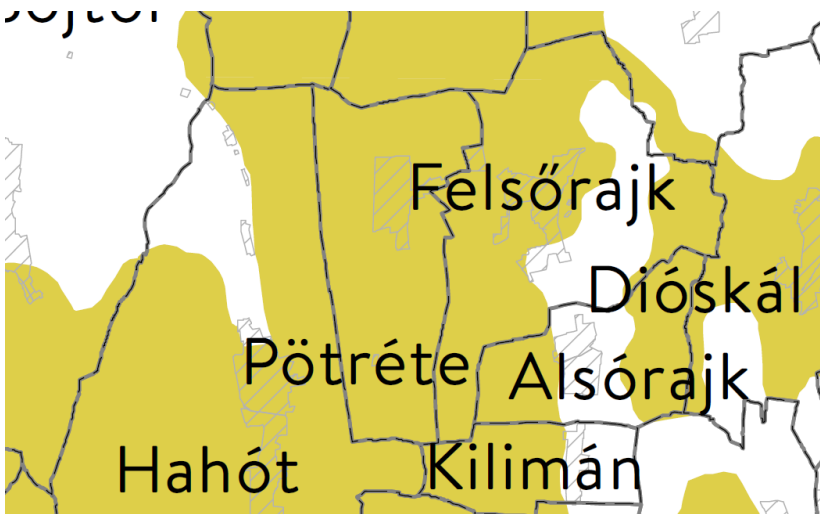 Felsőrajk
Dióskál
Pötréte
Alsórajk
Hahót
Kilimán